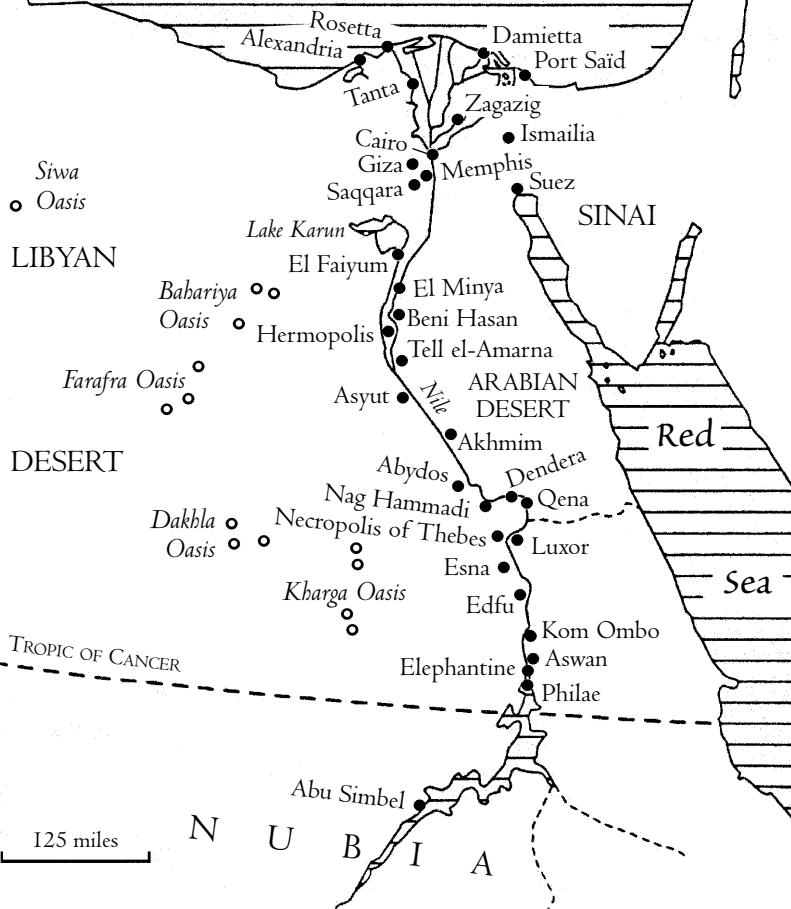 Rosetta
Alexandria
Damietta
Port Saïd
Tanta
Zagazig
Ismailia
Cairo
Giza
Memphis
Saqqara
Siwa
Oasis
Suez
SINAI
Lake Karun
LIBYAN
El Faiyum
Bahariya
Oasis
El Minya
Beni Hasan
Hermopolis
Tell el-Amarna
Farafra Oasis
Asyut
Nile
ARABIAN
DESERT
Red
Akhmim
DESERT
Abydos
Dendera
Nag Hammadi
Qena
Dakhla
Oasis
Necropolis of Thebes
Luxor
Esna
Sea
Kharga Oasis
Edfu
Kom Ombo
TROPIC OF CANCER
Aswan
Elephantine
Philae
Abu Simbel
125 miles
NUBIA